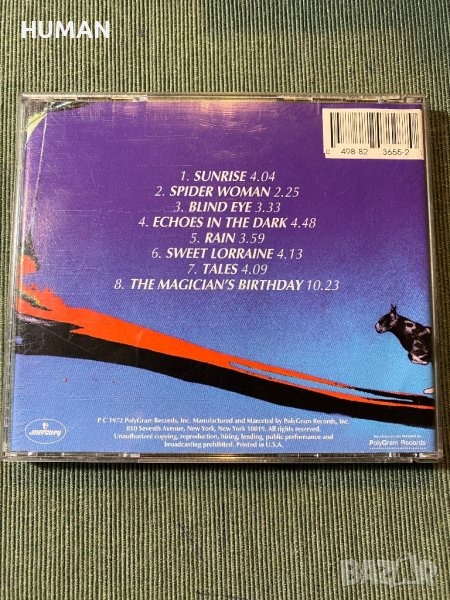 HUMAN
0 498-82 3655-2
1. SUNRISE 4.04
2. SPIDER WOMAN 2.25
3. BLIND EYE 3.33
4. ECHOES IN THE DARK 4.48
5. RAIN 3.59
6. SWEET LORRAINE 4.13
7. TALES 4.09
8. THE MAGICIAN'S BIRTHDAY 10.23
P C 1972 PolyGram Records, Inc. Manufactured and Marceted by PolyGram Records, Inc.
810 Seventh Avenue, New York, New York 10019. All rights reserved.
Unauthorized copying, reproduction, hiring, lending, public performance and
broadcasting prohibited. Printed in U.S.A.
mercury
PolyGram Records
BAZAR